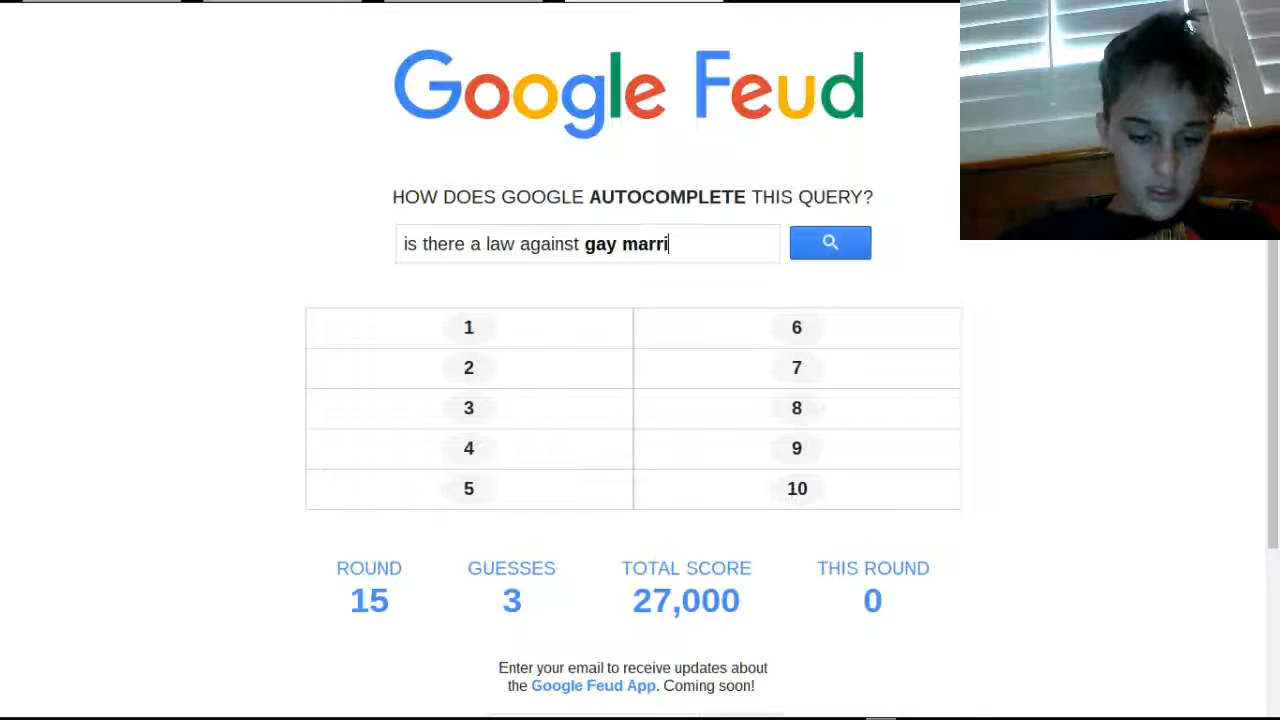 Google Feud
HOW DOES GOOGLE AUTOCOMPLETE THIS QUERY?
is there a law against gay marri
1 6
2 7
3 8
4 9
5 10
ROUND GUESSES TOTAL SCORE THIS ROUND
15 3 27,000 0
Enter your email to receive updates about
the Google Feud App. Coming soon!